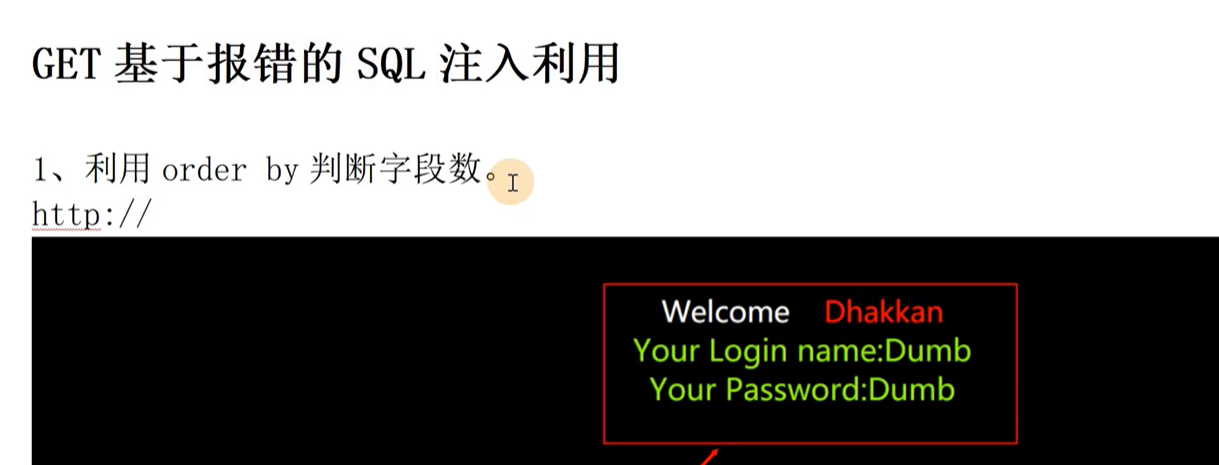 GET 基于报错的 SQL 注入利用
1、利用 order by 判断字段数。
http://
Welcome Dhakkan
Your Login name:Dumb
Your Password:Dumb